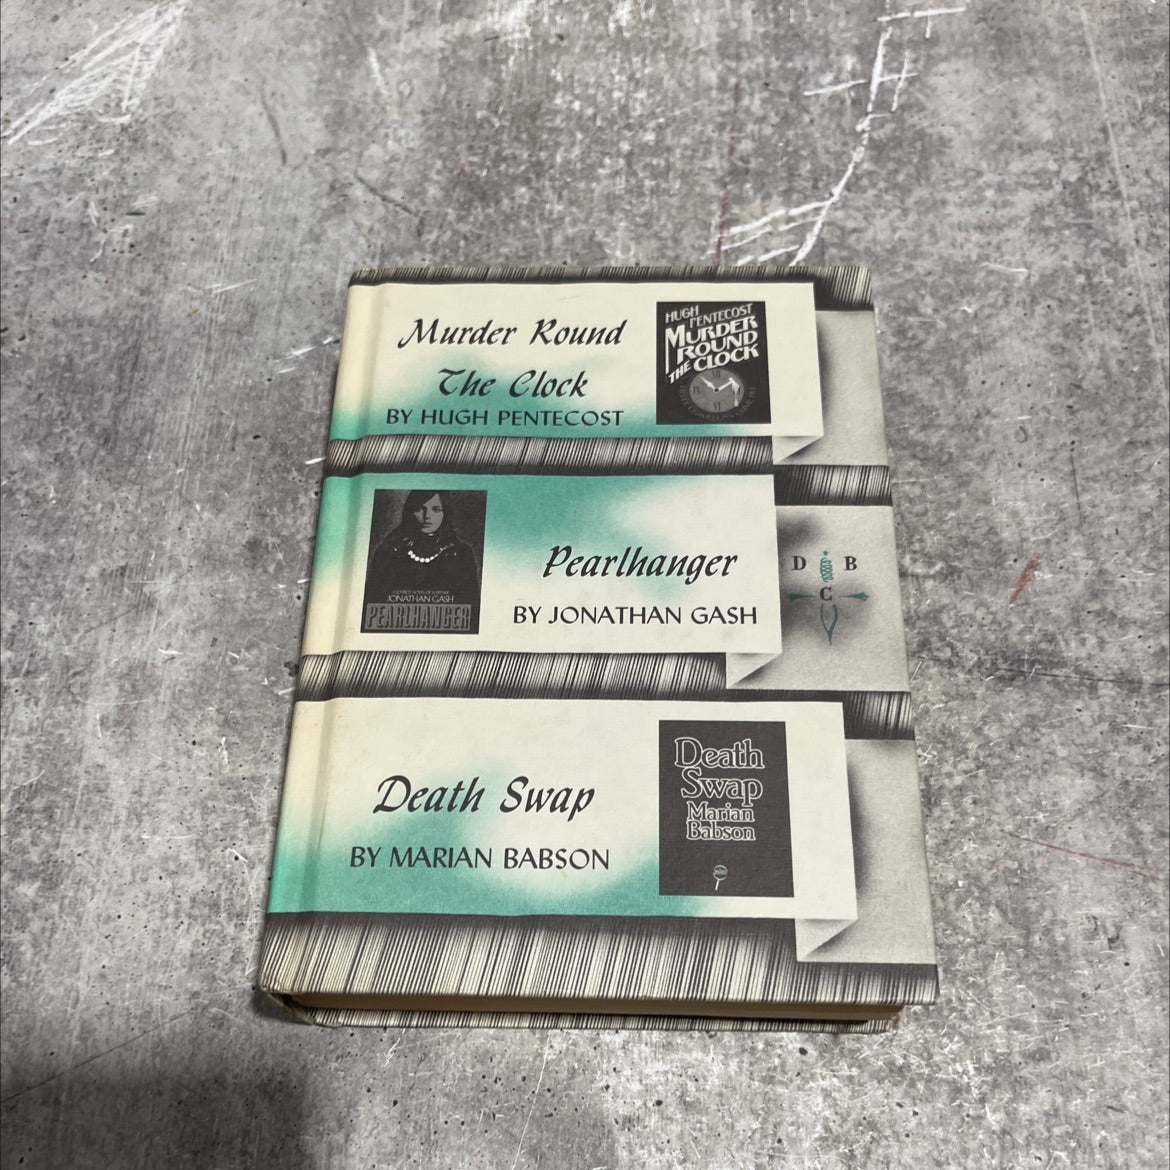 Murder Round
The Clock
BY HUGH PENTECOST
HUGH
PENTECOST
MURDER
ROUND
THE CLOCK
Pearlhanger
BY JONATHAN GASH
JONATHAN GASH
PEARLHANGER
D B
C
Death Swap
BY MARIAN BABSON
Death
Swap
Marian
Babson